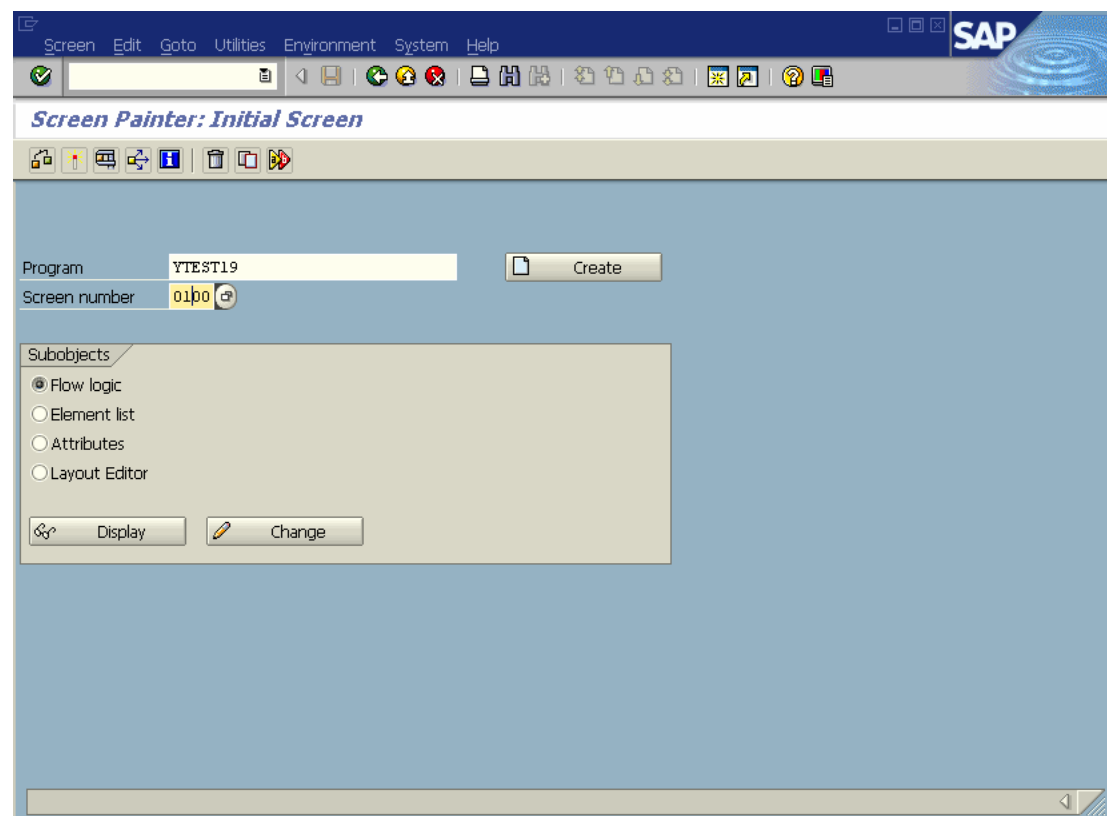 Screen Edit Goto Utilities Environment System Help
SAP
Screen Painter: Initial Screen
Program YTEST19 Create
Screen number 0100
Subobjects
Flow logic
Element list
Attributes
Layout Editor
Display Change